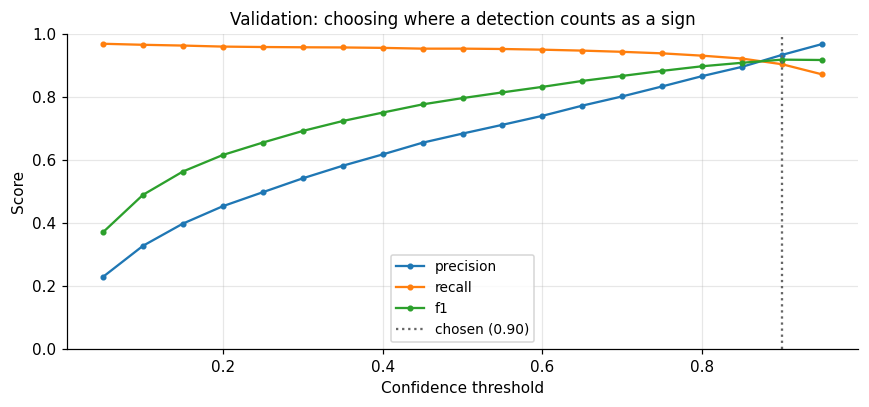 Validation: choosing where a detection counts as a sign
Score
1.0
0.8
0.6
0.4
0.2
0.0
precision
recall
f1
chosen (0.90)
0.2
0.4
0.6
0.8
Confidence threshold